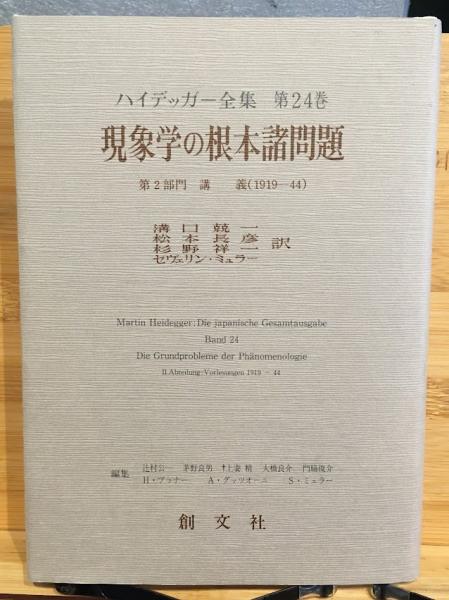 ハイデッガー全集 第24巻
現象学の根本諸問題
第2部門 講 義(1919―44)
溝口兢一
松本長彦
杉野祥一
セヴェリン・ミュラー
訳
Martin Heidegger: Die japanische Gesamtausgabe
Band 24
Die Grundprobleme der Phänomenologie
II.Abteilung: Vorlesungen 1919 - 44
編集
辻村公一 茅野良男 †上妻精 大橋良介 門脇俊介
H・ブァナー A・グッツオーニ S・ミュラー
創文社